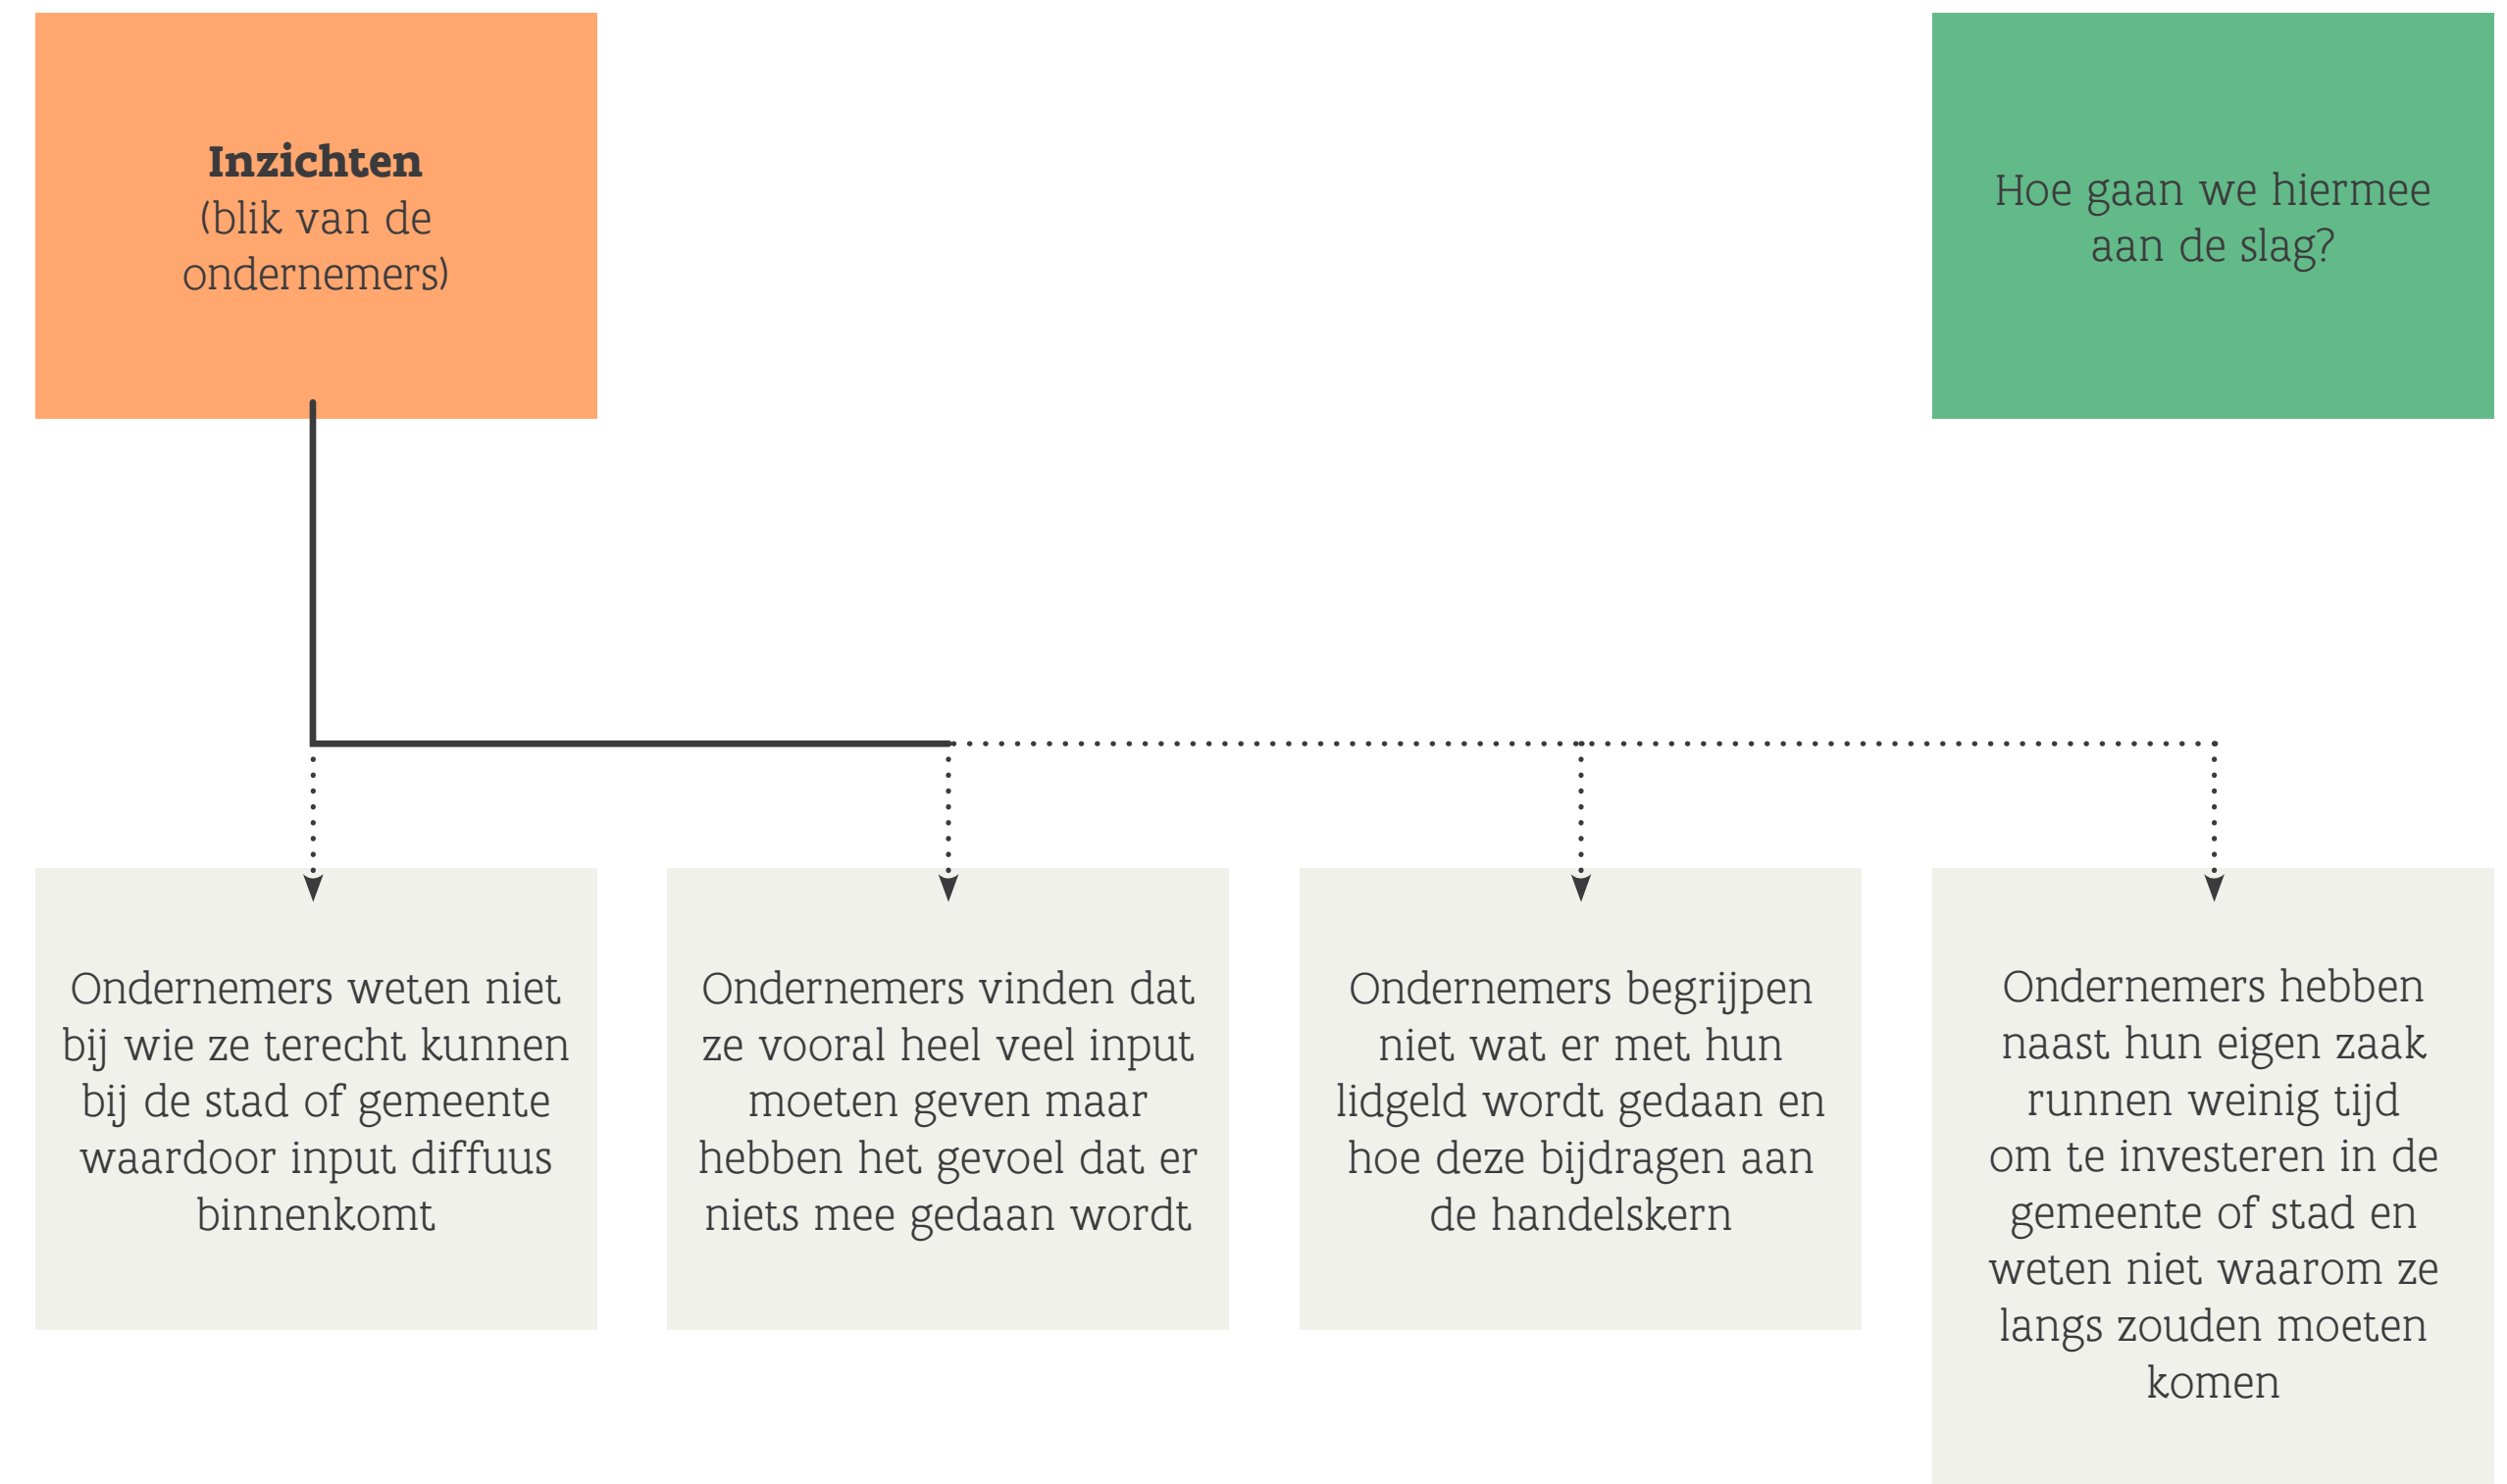 Inzichten
(blik van de
ondernemers)
Hoe gaan we hiermee
aan de slag?
Ondernemers weten niet
bij wie ze terecht kunnen
bij de stad of gemeente
waardoor input diffuus
binnenkomt
Ondernemers vinden dat
ze vooral heel veel input
moeten geven maar
hebben het gevoel dat er
niets mee gedaan wordt
Ondernemers begrijpen
niet wat er met hun
lidgeld wordt gedaan en
hoe deze bijdragen aan
de handelskern
Ondernemers hebben
naast hun eigen zaak
runnen weinig tijd
om te investeren in de
gemeente of stad en
weten niet waarom ze
langs zouden moeten
komen